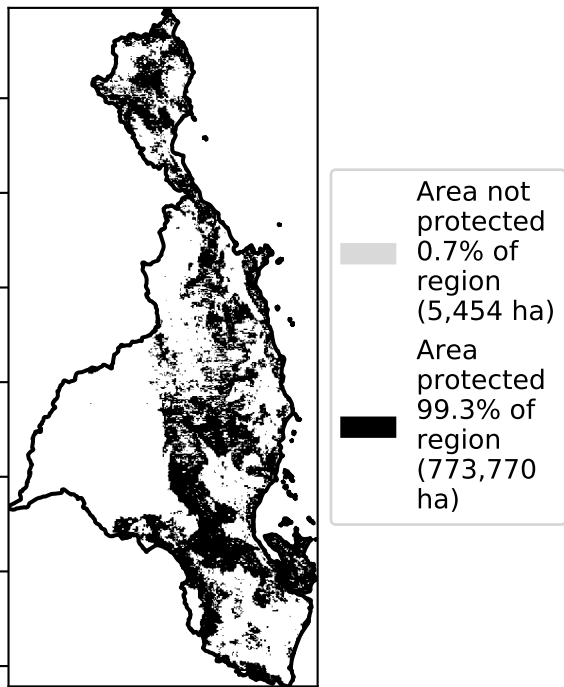 Area not
protected
0.7% of
region
(5,454 ha)
Area
protected
99.3% of
region
(773,770
ha)